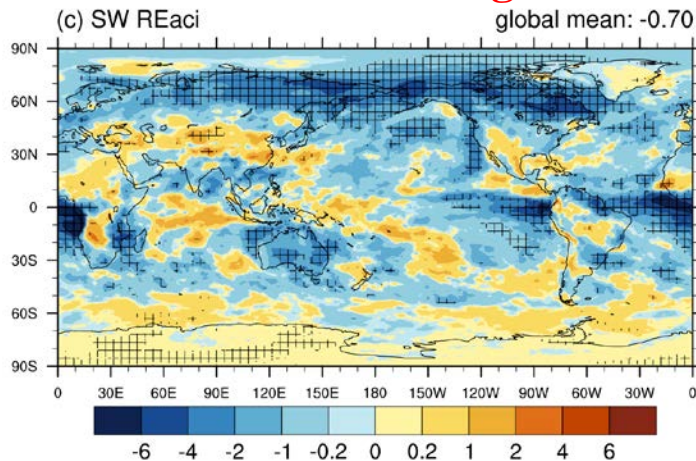 (c) SW REaci global mean: -0.70
90N
60N
30N
0
30S
60S
90S
0 30E 60E 90E 120E 150E 180 150W 120W 90W 60W 30W 0
-6 -4 -2 -1 -0.2 0 0.2 1 2 4 6